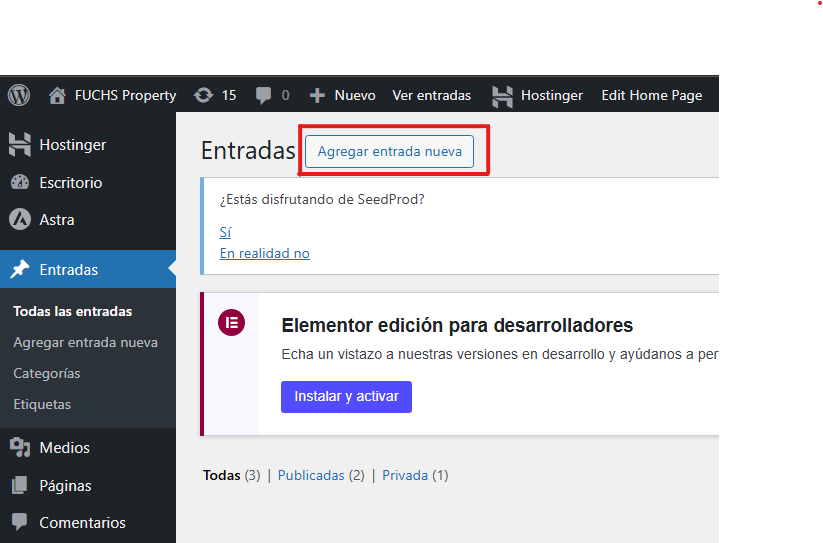 FUCHS Property 15 0 Nuevo Ver entradas Hostinger Edit Home Page
Hostinger
Escritorio
Astra
Entradas
Todas las entradas
Agregar entrada nueva
Categorías
Etiquetas
Medios
Páginas
Comentarios
Entradas Agregar entrada nueva
¿Estás disfrutando de SeedProd?
Sí
En realidad no
Elementor edición para desarrolladores
Echa un vistazo a nuestras versiones en desarrollo y ayúdanos a per
Instalar y activar
Todas (3) | Publicadas (2) | Privada (1)